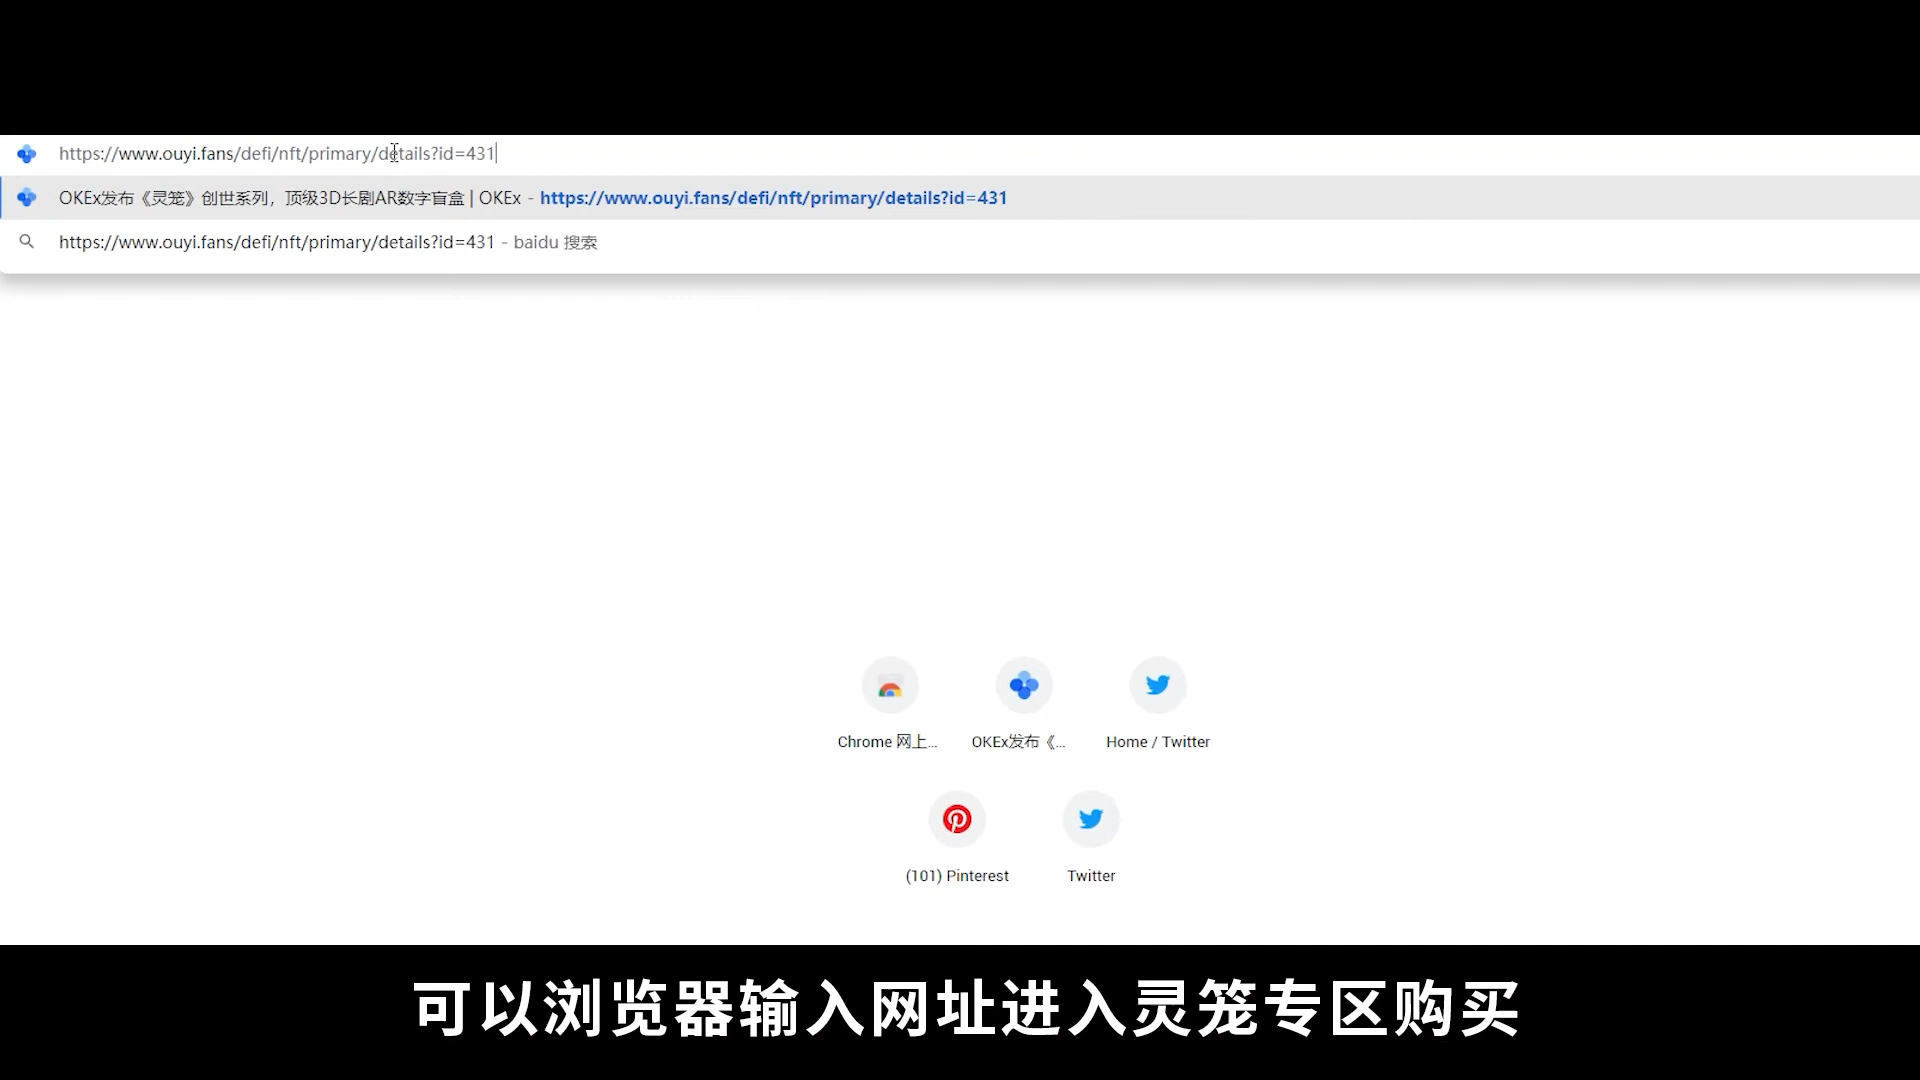 https://www.ouyi.fans/defi/nft/primary/details?id=431
OKEx发布《灵笼》创世系列，顶级3D长剧AR数字盲盒 | OKEx - https://www.ouyi.fans/defi/nft/primary/details?id=431
https://www.ouyi.fans/defi/nft/primary/details?id=431 - baidu 搜索
Chrome 网上...
OKEx发布《...
Home / Twitter
(101) Pinterest
Twitter
可以浏览器输入网址进入灵笼专区购买